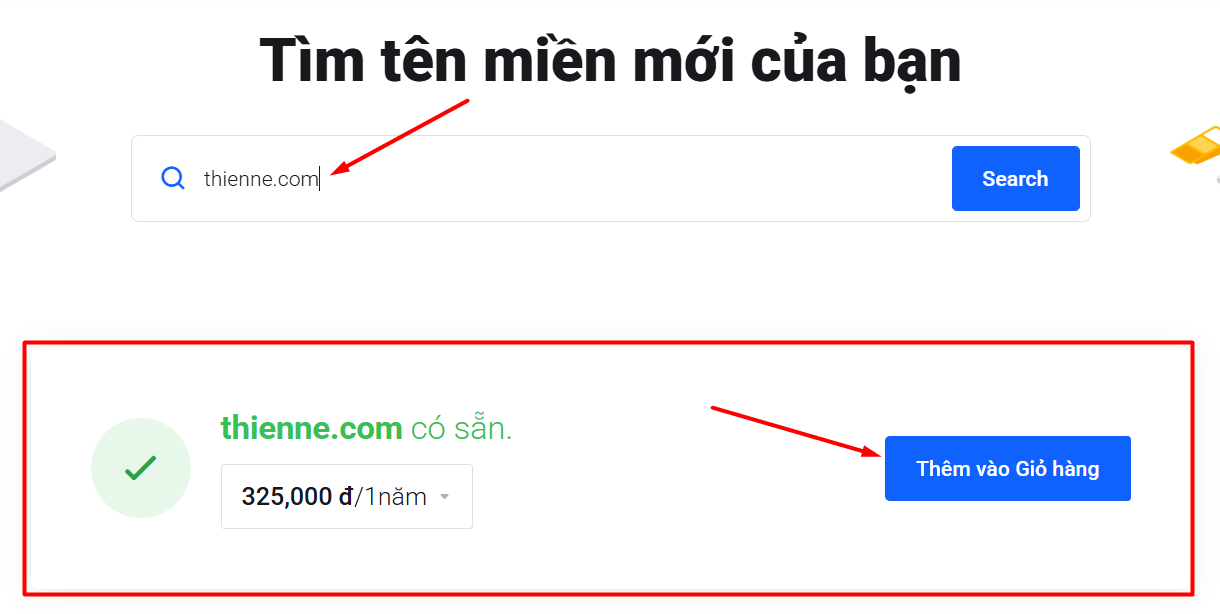 Tìm tên miền mới của bạn
thienne.com
Search
thienne.com có sẵn.
325,000 đ/1năm
Thêm vào Giỏ hàng